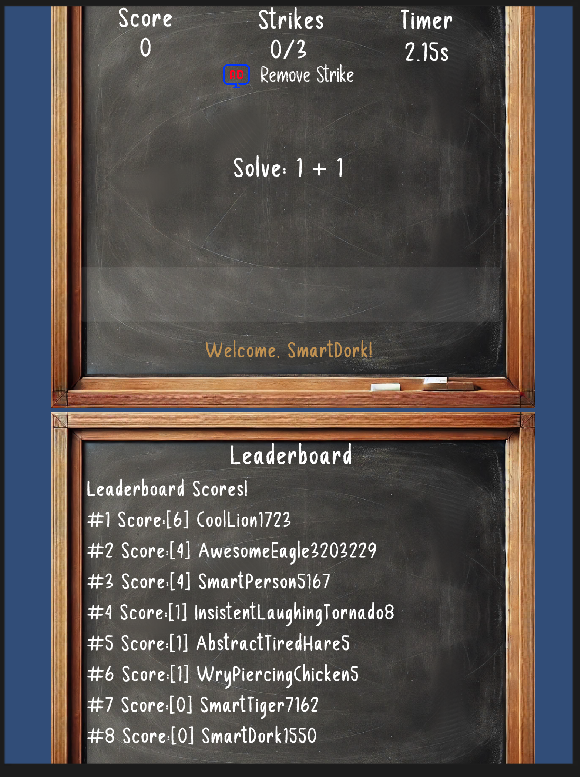 Score Strikes Timer
0 0/3 2.15s
AD Remove Strike
Solve: 1 + 1
Welcome, SmartDork!
Leaderboard
Leaderboard Scores!
#1 Score:[6] CoolLion1723
#2 Score:[4] AwesomeEagle3203229
#3 Score:[4] SmartPerson5167
#4 Score:[1] InsistentLaughingTornado8
#5 Score:[1] AbstractTiredHare5
#6 Score:[1] WryPiercingChicken5
#7 Score:[0] SmartTiger7162
#8 Score:[0] SmartDork1550